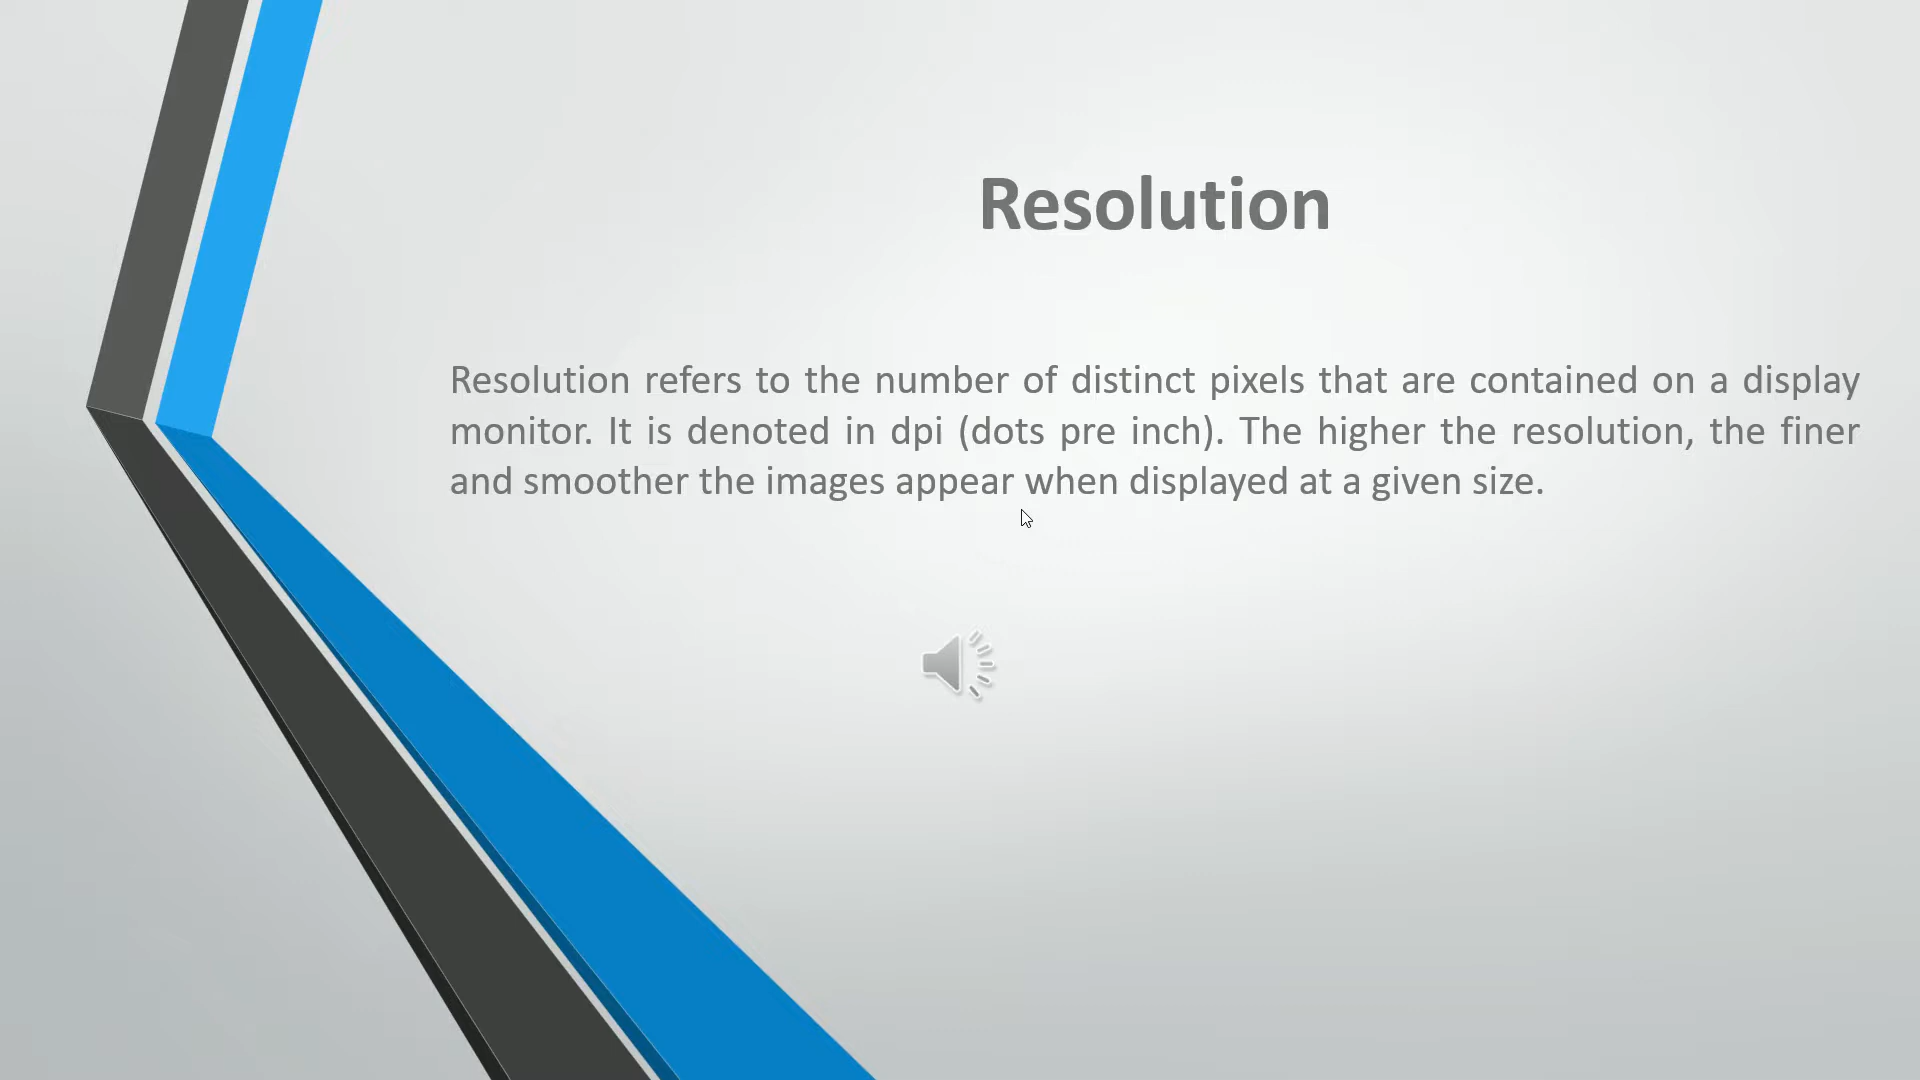 Resolution
Resolution refers to the number of distinct pixels that are contained on a display
monitor. It is denoted in dpi (dots pre inch). The higher the resolution, the finer
and smoother the images appear when displayed at a given size.